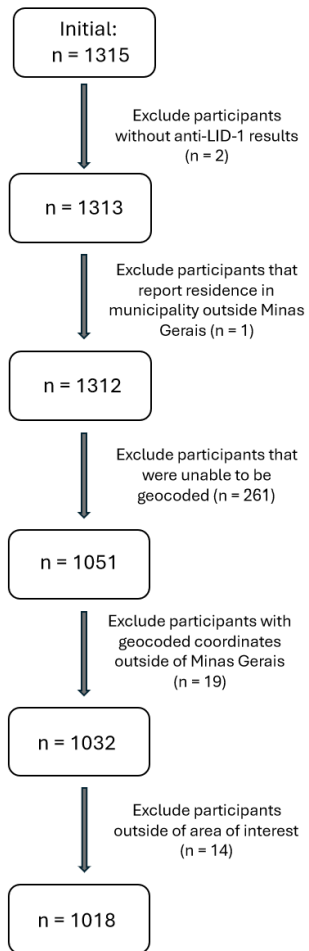 Initial:
n = 1315
Exclude participants
without anti-LID-1 results
(n = 2)
n = 1313
Exclude participants that
report residence in
municipality outside Minas
Gerais (n = 1)
n = 1312
Exclude participants that
were unable to be
geocoded (n = 261)
n = 1051
Exclude participants with
geocoded coordinates
outside of Minas Gerais
(n = 19)
n = 1032
Exclude participants
outside of area of interest
(n = 14)
n = 1018